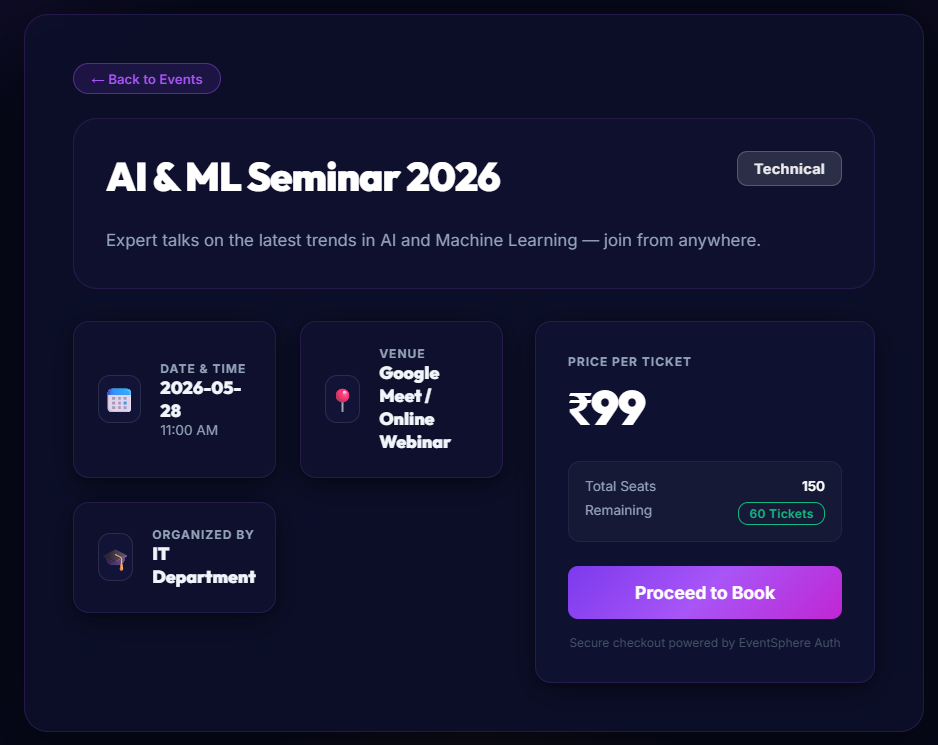 ← Back to Events
AI & ML Seminar 2026
Technical
Expert talks on the latest trends in AI and Machine Learning — join from anywhere.
DATE & TIME
2026-05-
28
11:00 AM
VENUE
Google
Meet /
Online
Webinar
ORGANIZED BY
IT
Department
PRICE PER TICKET
₹99
Total Seats 150
Remaining 60 Tickets
Proceed to Book
Secure checkout powered by EventSphere Auth